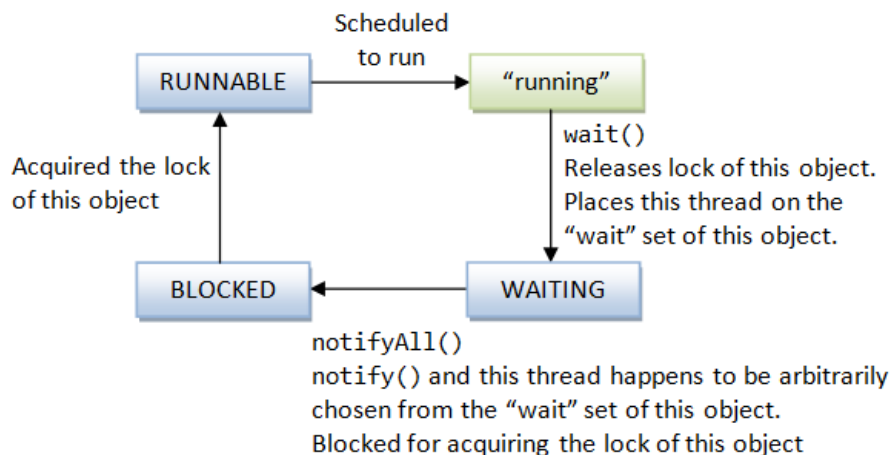 Scheduled
to run
RUNNABLE
“running”
wait()
Releases lock of this object.
Places this thread on the
“wait” set of this object.
Acquired the lock
of this object
BLOCKED
WAITING
notifyAll()
notify() and this thread happens to be arbitrarily
chosen from the “wait” set of this object.
Blocked for acquiring the lock of this object